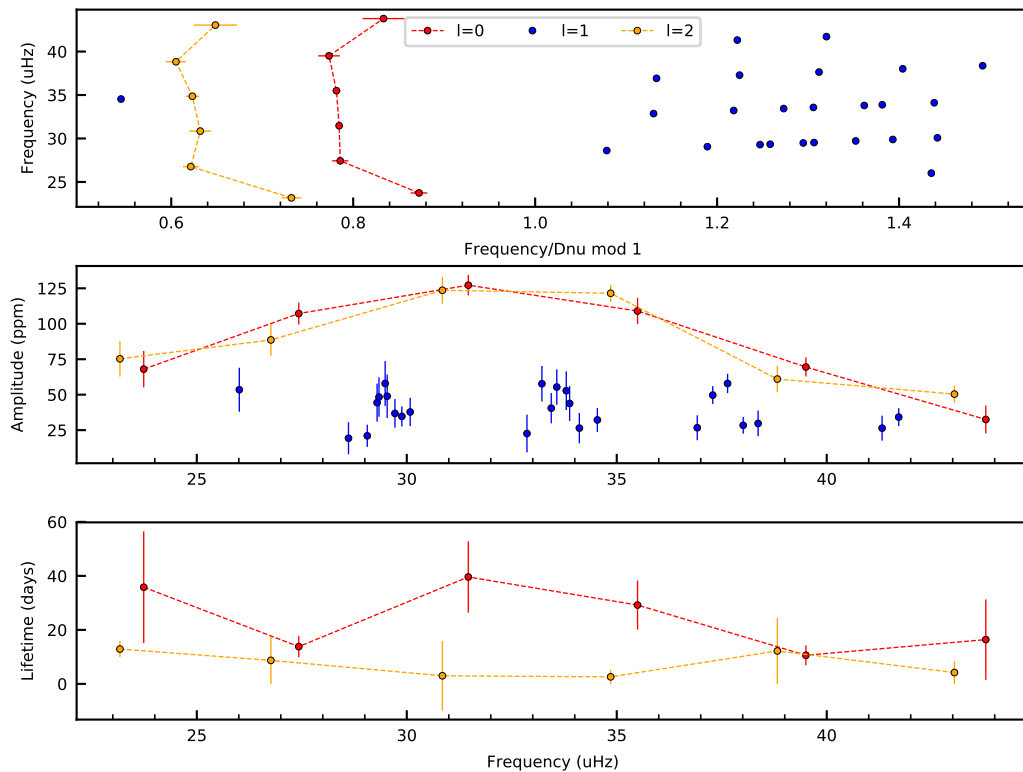 l=0 l=1 l=2
Frequency (uHz)
40
35
30
25
0.6 0.8 1.0 1.2 1.4
Frequency/Dnu mod 1
Amplitude (ppm)
125
100
75
50
25
25 30 35 40
Lifetime (days)
60
40
20
0
25 30 35 40
Frequency (uHz)